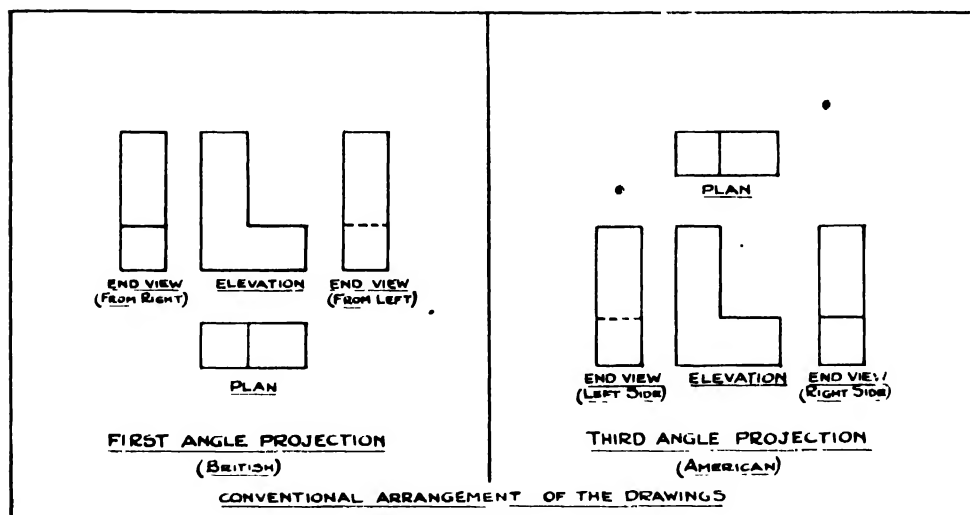 END VIEW
(FROM RIGHT)
ELEVATION
END VIEW
(FROM LEFT)
PLAN
FIRST ANGLE PROJECTION
(BRITISH)
PLAN
END VIEW
(LEFT SIDE)
ELEVATION
END VIEW
(RIGHT SIDE)
THIRD ANGLE PROJECTION
(AMERICAN)
CONVENTIONAL ARRANGEMENT OF THE DRAWINGS